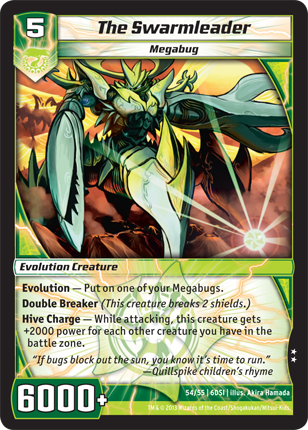 5
The Swarmleader
Megabug
Evolution Creature
Evolution — Put on one of your Megabugs.
Double Breaker (This creature breaks 2 shields.)
Hive Charge — While attacking, this creature gets
+2000 power for each other creature you have in the
battle zone.
“If bugs block out the sun, you know it’s time to run.”
—Quillspike children’s rhyme
54/55 | 6DSI | illus: Akira Hamada
6000+
TM & © 2013 Wizards of the Coast/Shogakukan/Mitsui-Kids.